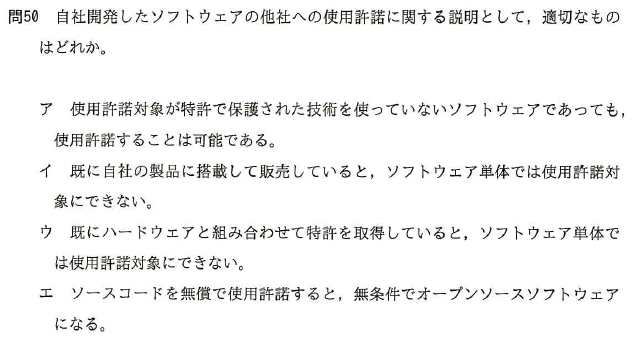 問50 自社開発したソフトウェアの他社への使用許諾に関する説明として，適切なもの
はどれか。
ア 使用許諾対象が特許で保護された技術を使っていないソフトウェアであっても，
使用許諾することは可能である。
イ 既に自社の製品に搭載して販売していると，ソフトウェア単体では使用許諾対
象にできない。
ウ 既にハードウェアと組み合わせて特許を取得していると，ソフトウェア単体で
は使用許諾対象にできない。
エ ソースコードを無償で使用許諾すると，無条件でオープンソースソフトウェア
になる。